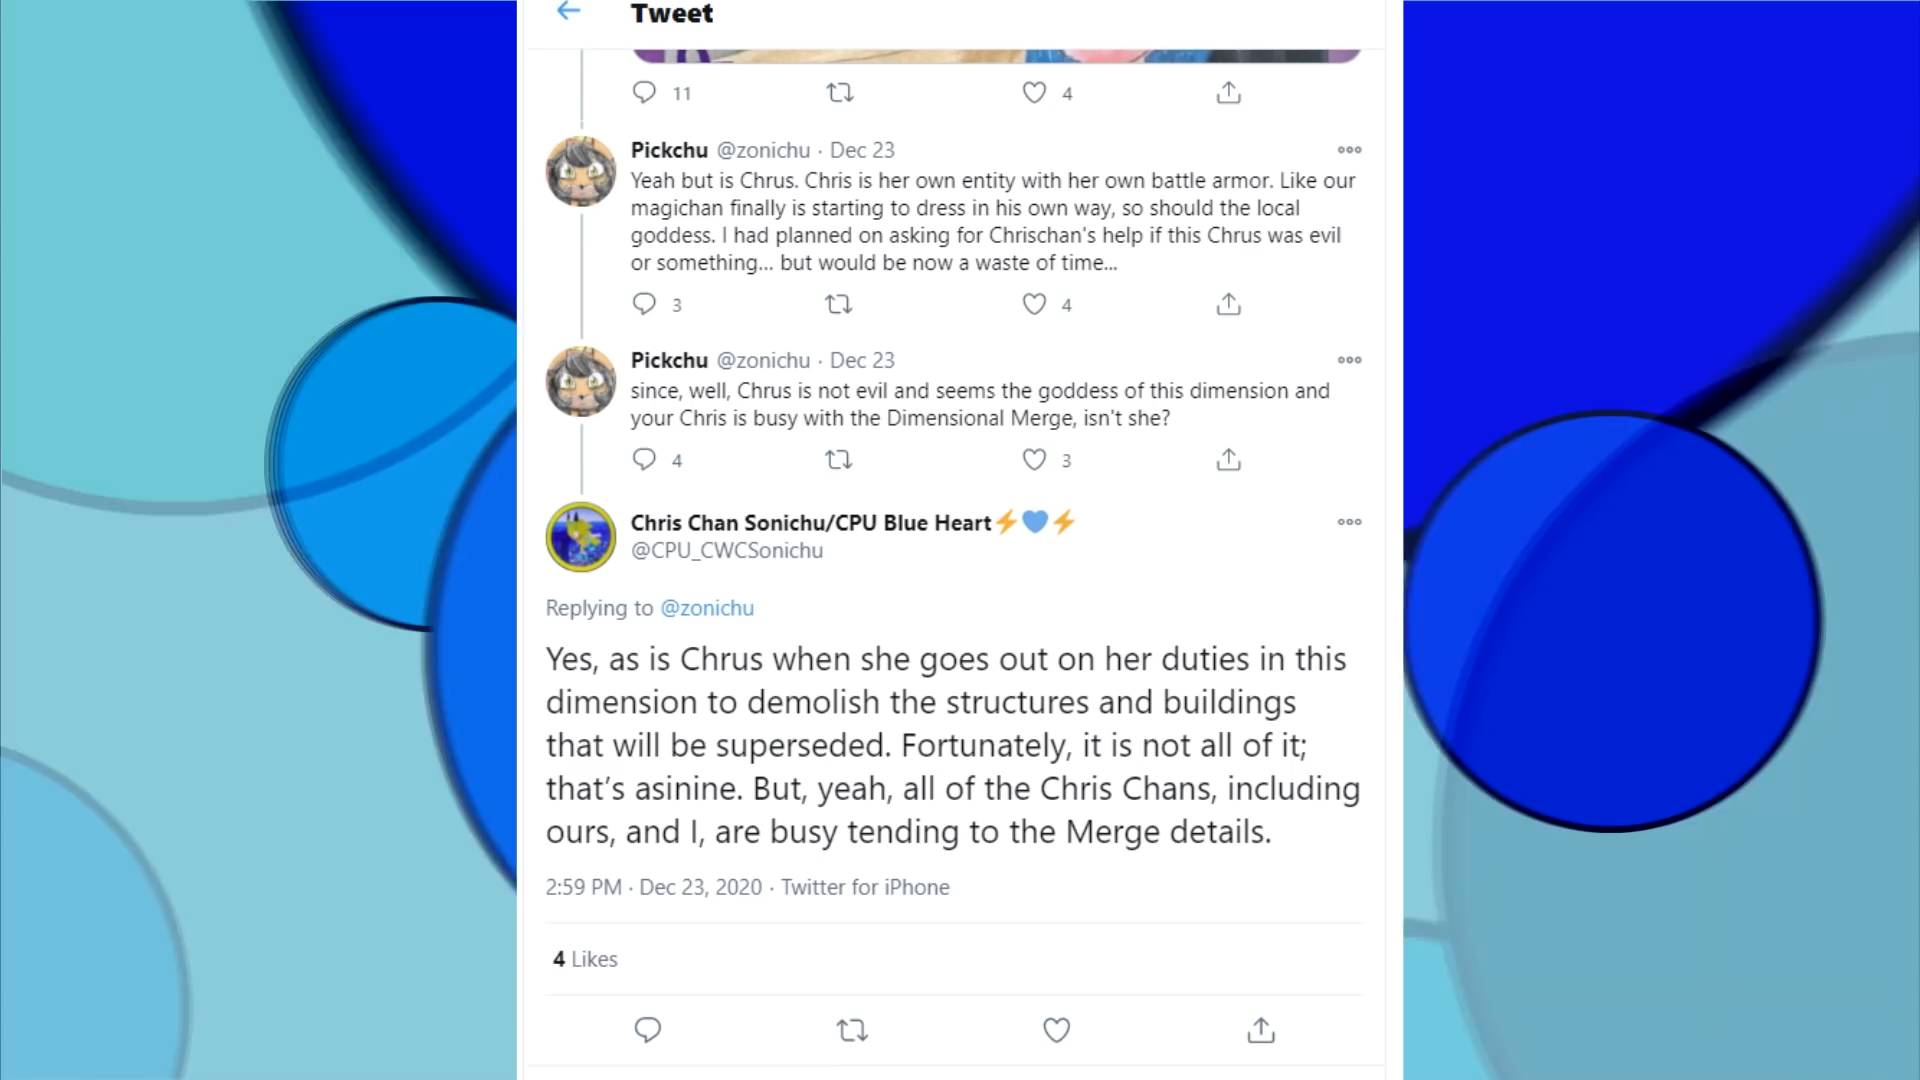 Tweet
11
4
Pickchu @zonichu · Dec 23
Yeah but is Chrus. Chris is her own entity with her own battle armor. Like our
magichan finally is starting to dress in his own way, so should the local
goddess. I had planned on asking for Chrischan's help if this Chrus was evil
or something... but would be now a waste of time...
3
4
Pickchu @zonichu · Dec 23
since, well, Chrus is not evil and seems the goddess of this dimension and
your Chris is busy with the Dimensional Merge, isn't she?
4
3
Chris Chan Sonichu/CPU Blue Heart⚡💙⚡
@CPU_CWCSonichu
Replying to @zonichu
Yes, as is Chrus when she goes out on her duties in this
dimension to demolish the structures and buildings
that will be superseded. Fortunately, it is not all of it;
that’s asinine. But, yeah, all of the Chris Chans, including
ours, and I, are busy tending to the Merge details.
2:59 PM · Dec 23, 2020 · Twitter for iPhone
4 Likes